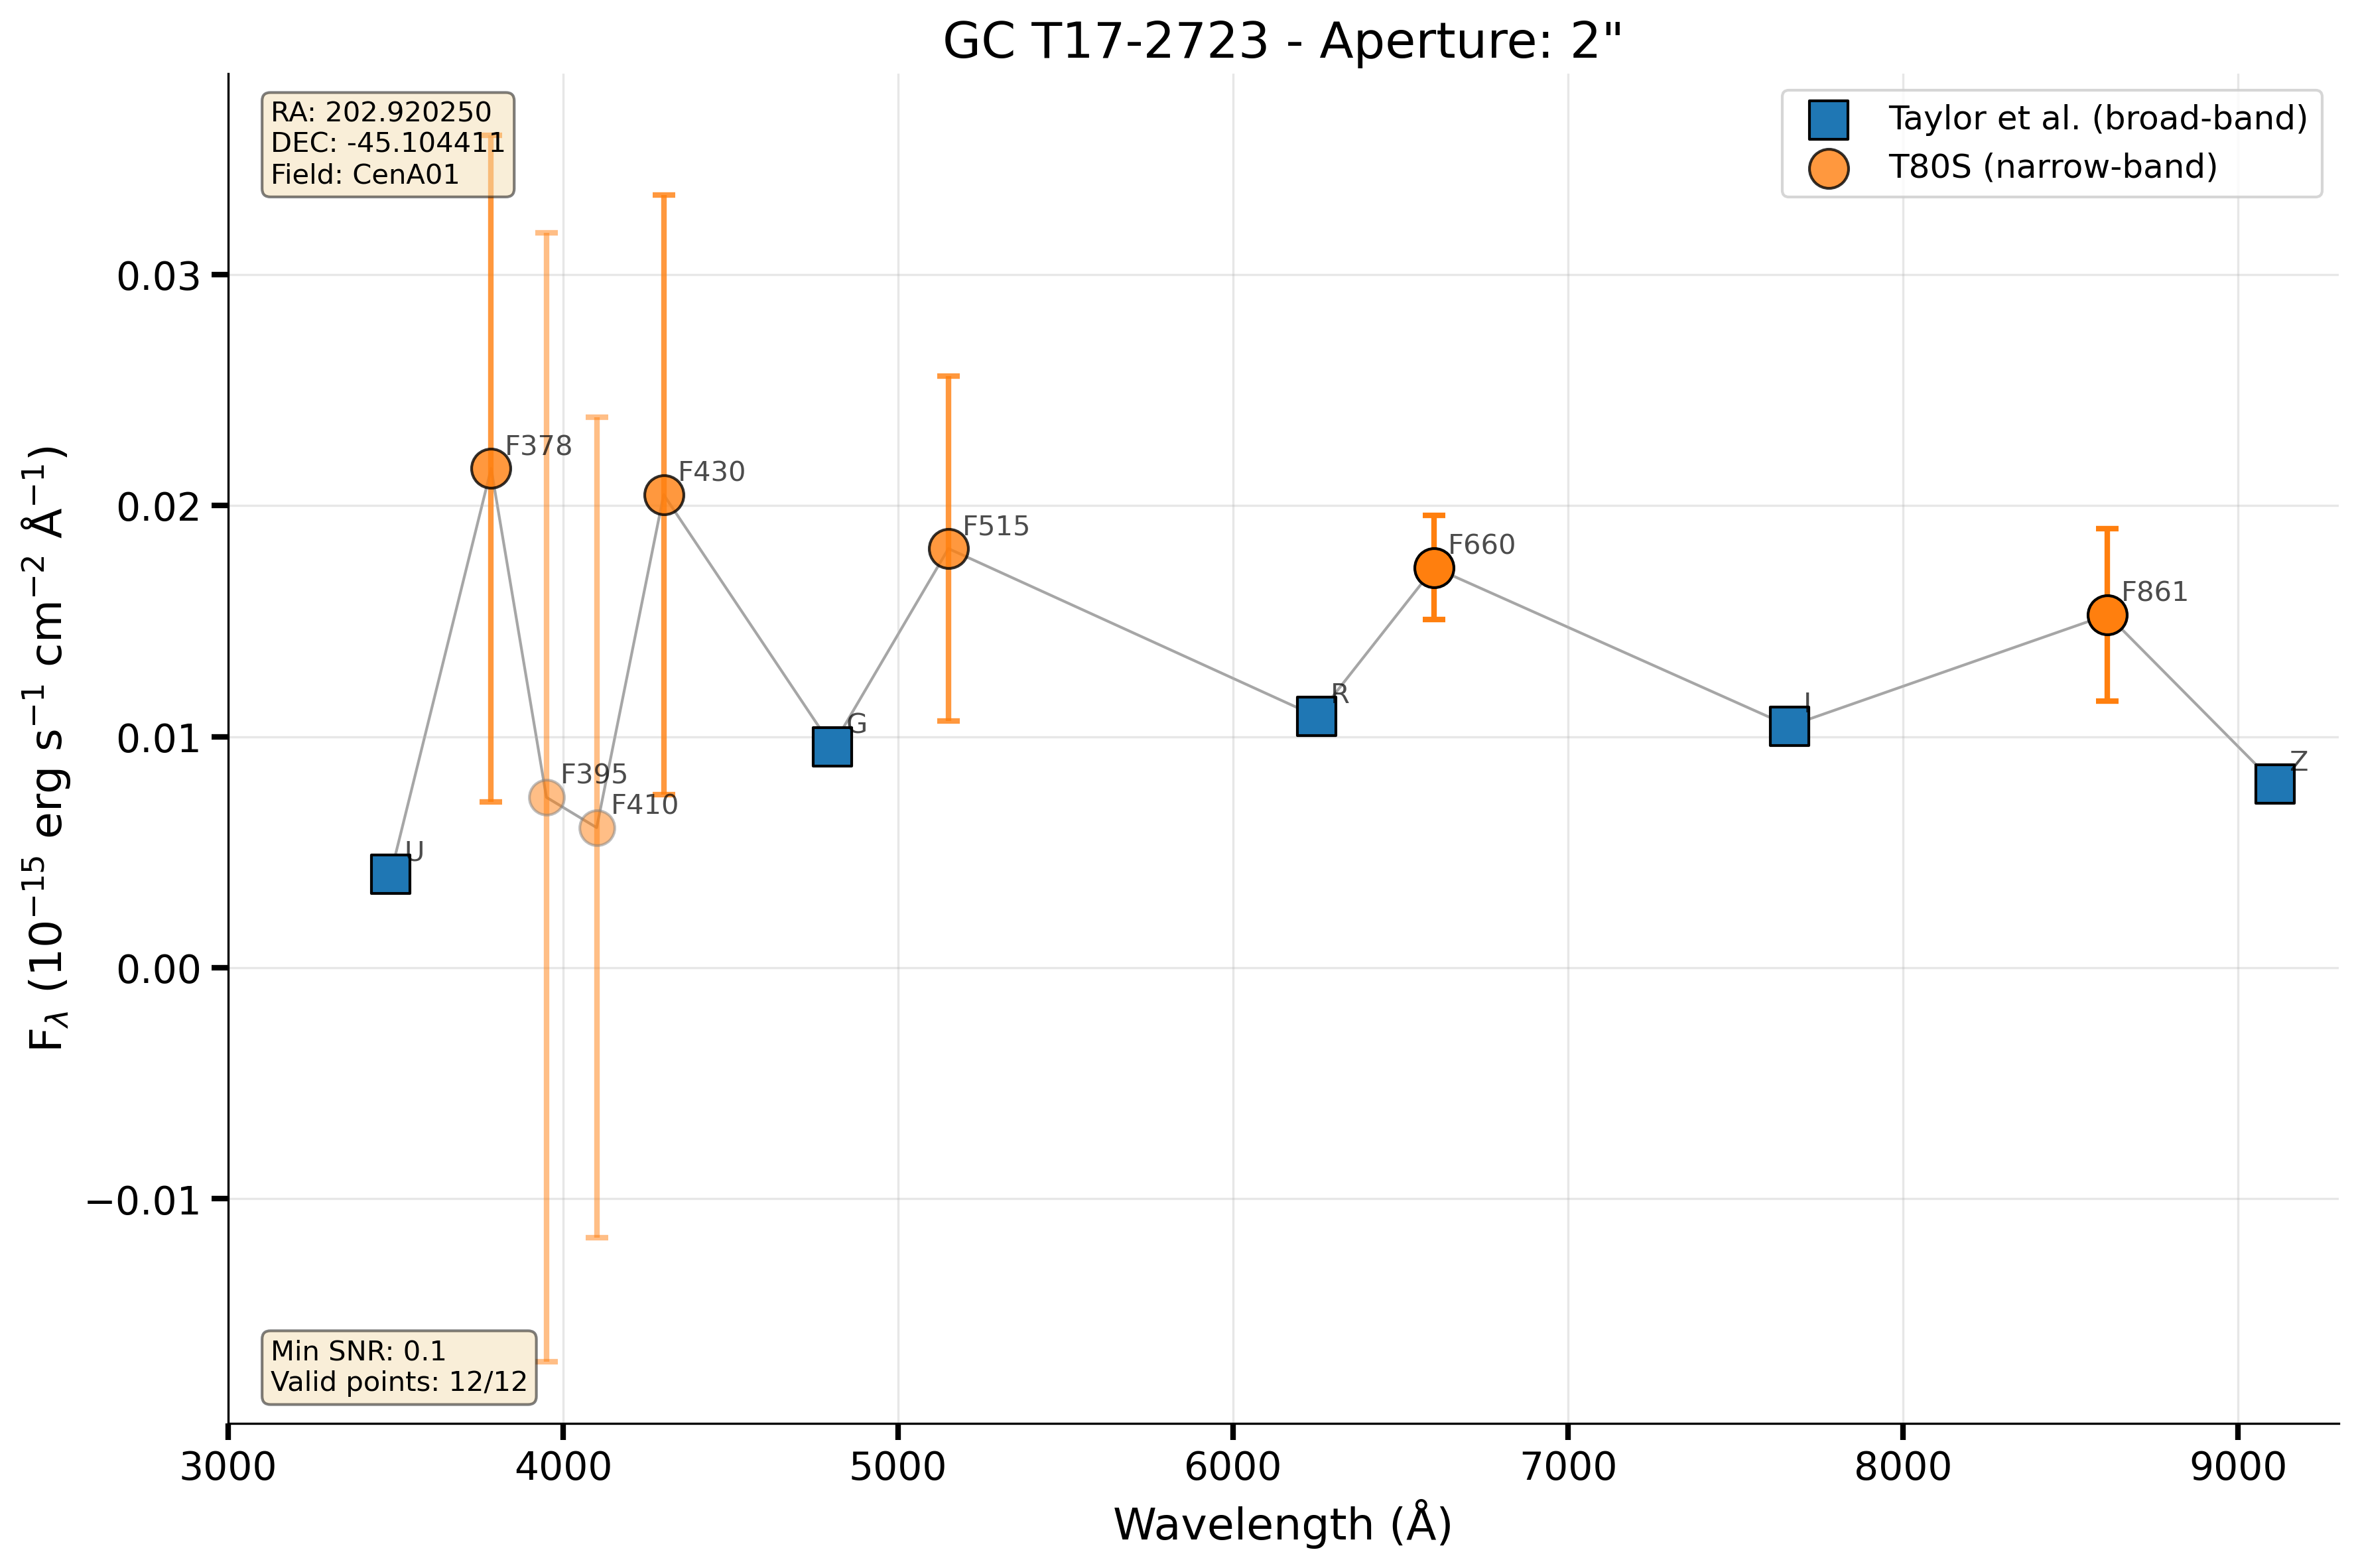 GC T17-2723 - Aperture: 2"
RA: 202.920250
DEC: -45.104411
Field: CenA01
Taylor et al. (broad-band)
T80S (narrow-band)
0.03
0.02
0.01
0.00
−0.01
F_λ (10⁻¹⁵ erg s⁻¹ cm⁻² Å⁻¹)
U
F378
F395
F410
F430
G
F515
R
F660
I
F861
Z
Min SNR: 0.1
Valid points: 12/12
3000 4000 5000 6000 7000 8000 9000
Wavelength (Å)